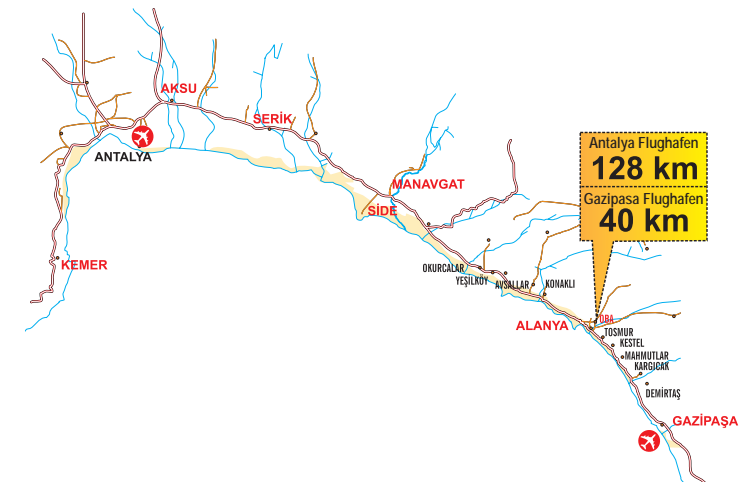 AKSU
SERİK
ANTALYA
Antalya Flughafen
128 km
Gazipasa Flughafen
40 km
MANAVGAT
SİDE
KEMER
OKURCALAR
YEŞİLKÖY
AVSALLAR
KONAKLI
ALANYA
OBA
TOSMUR
KESTEL
MAHMUTLAR
KARGICAK
DEMİRTAŞ
GAZİPAŞA